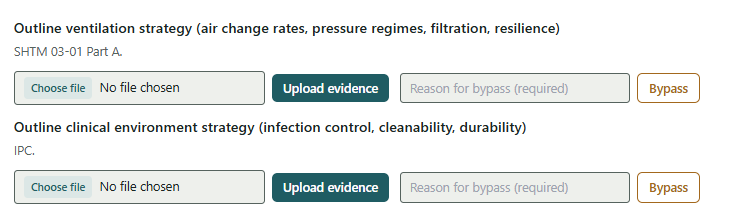 Outline ventilation strategy (air change rates, pressure regimes, filtration, resilience)
SHTM 03-01 Part A.
Choose file No file chosen Upload evidence Reason for bypass (required) Bypass
Outline clinical environment strategy (infection control, cleanability, durability)
IPC.
Choose file No file chosen Upload evidence Reason for bypass (required) Bypass